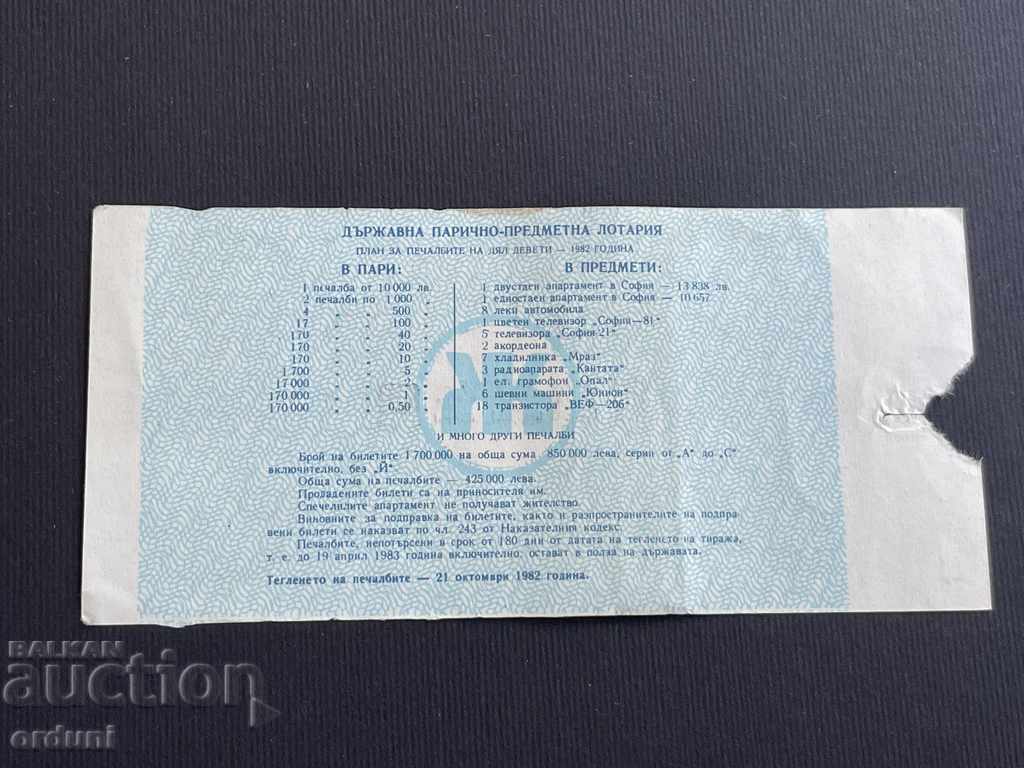 ДЪРЖАВНА ПАРИЧНО-ПРЕДМЕТНА ЛОТАРИЯ
ПЛАН ЗА ПЕЧАЛБИТЕ НА ДЯЛ ДЕВЕТИ — 1982 ГОДИНА
В ПАРИ:
1 печалба от 10 000 лв.
2 печалби по 1 000 „
4 „ „ 500 „
17 „ „ 100 „
170 „ „ 40 „
170 „ „ 20 „
170 „ „ 10 „
1 700 „ „ 5 „
17 000 „ „ 2 „
170 000 „ „ 1 „
170 000 „ „ 0,50 „
В ПРЕДМЕТИ:
1 двустаен апартамент в София — 13 838 лв.
1 едностаен апартамент в София — 10 657 „
8 леки автомобила
1 цветен телевизор „София—81“
5 телевизора „София-21“
2 акордеона
7 хладилника „Мраз“
3 радиоапарата „Кантата“
1 ел. грамофон „Опал“
6 шевни машини „Юнион“
18 транзистора „ВЕФ—206“
И МНОГО ДРУГИ ПЕЧАЛБИ
Брой на билетите 1 700 000 на обща сума 850 000 лева, серии от „А“ до „С“
включително, без „Й“.
Обща сума на печалбите — 425 000 лева.
Продадените билети са на приносителя им.
Спечелилите апартамент не получават жителство.
Виновните за подправка на билетите, както и разпространителите на подпра
вени билети се наказват по чл. 243 от Наказателния кодекс.
Печалбите, непотърсени в срок от 180 дни от датата на тегленето на тиража,
т. е. до 19 април 1983 година включително, остават в полза на държавата.
Тегленето на печалбите — 21 октомври 1982 година.
BALKAN
auction
orduni